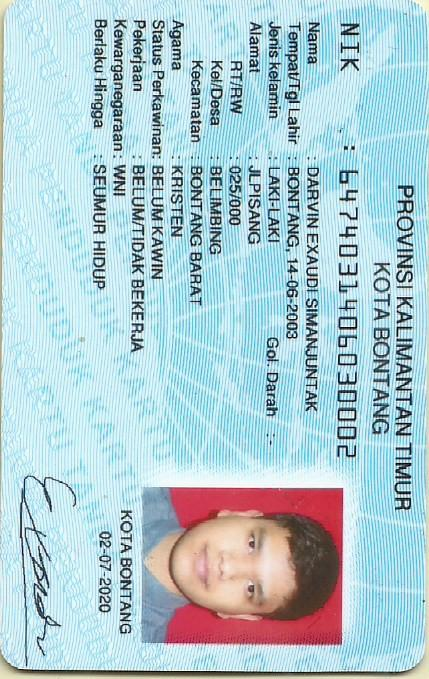 PROVINSI KALIMANTAN TIMUR
KOTA BONTANG
NIK : 6474031406030002
Nama : DARVIN EXAUDI SIMANJUNTAK
Tempat/Tgl Lahir : BONTANG, 14-06-2003
Jenis kelamin : LAKI-LAKI Gol. Darah :-
Alamat : JLPISANG
RT/RW : 025/000
Kel/Desa : BELIMBING
Kecamatan : BONTANG BARAT
Agama : KRISTEN
Status Perkawinan: BELUM KAWIN
Pekerjaan : BELUM/TIDAK BEKERJA
Kewarganegaraan: WNI
Berlaku Hingga : SEUMUR HIDUP
KOTA BONTANG
02-07-2020